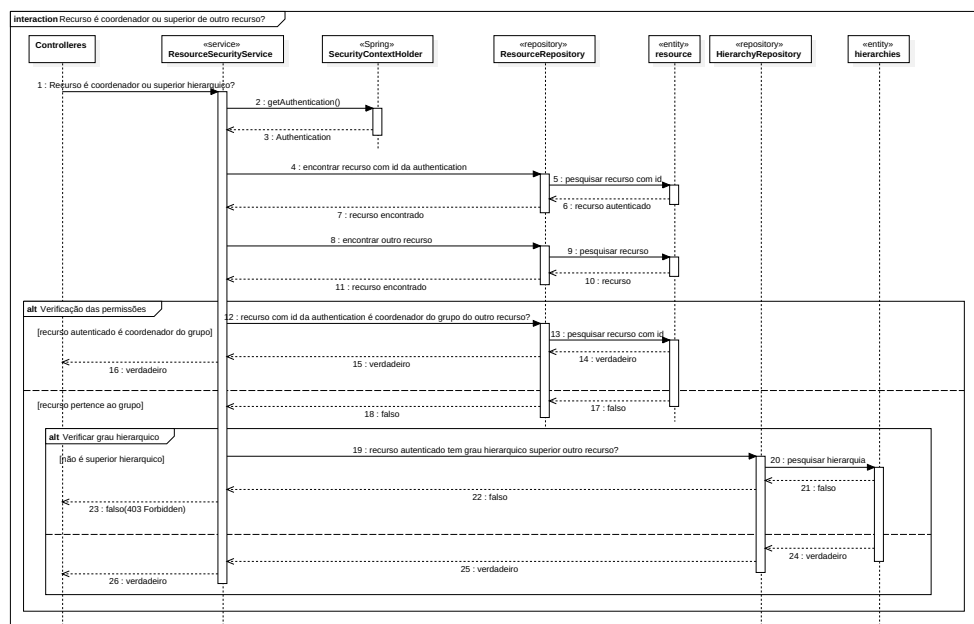 interaction Recurso é coordenador ou superior de outro recurso?
Controlleres
«service»
ResourceSecurityService
«Spring»
SecurityContextHolder
«repository»
ResourceRepository
«entity»
resource
«repository»
HierarchyRepository
«entity»
hierarchies
1 : Recurso é coordenador ou superior hierarquico?
2 : getAuthentication()
3 : Authentication
4 : encontrar recurso com id da authentication
5 : pesquisar recurso com id
6 : recurso autenticado
7 : recurso encontrado
8 : encontrar outro recurso
9 : pesquisar recurso
10 : recurso
11 : recurso encontrado
alt Verificação das permissões
12 : recurso com id da authentication é coordenador do grupo do outro recurso?
[recurso autenticado é coordenador do grupo]
13 : pesquisar recurso com id
14 : verdadeiro
15 : verdadeiro
16 : verdadeiro
[recurso pertence ao grupo]
17 : falso
18 : falso
alt Verificar grau hierarquico
19 : recurso autenticado tem grau hierarquico superior outro recurso?
[não é superior hierarquico]
20 : pesquisar hierarquia
21 : falso
22 : falso
23 : falso(403 Forbidden)
24 : verdadeiro
25 : verdadeiro
26 : verdadeiro